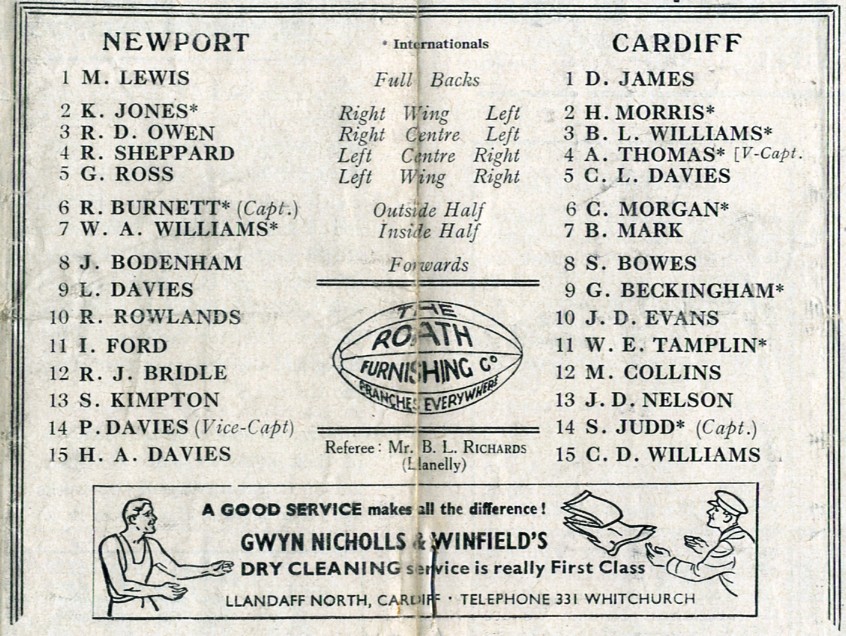 NEWPORT * Internationals CARDIFF
1 M. LEWIS Full Backs 1 D. JAMES
2 K. JONES* Right Wing Left 2 H. MORRIS*
3 R. D. OWEN Right Centre Left 3 B. L. WILLIAMS*
4 R. SHEPPARD Left Centre Right 4 A. THOMAS* [V-Capt.
5 G. ROSS Left Wing Right 5 C. L. DAVIES
6 R. BURNETT* (Capt.) Outside Half 6 C. MORGAN*
7 W. A. WILLIAMS* Inside Half 7 B. MARK
8 J. BODENHAM Forwards 8 S. BOWES
9 L. DAVIES 9 G. BECKINGHAM*
10 R. ROWLANDS 10 J. D. EVANS
11 I. FORD 11 W. E. TAMPLIN*
12 R. J. BRIDLE 12 M. COLLINS
13 S. KIMPTON 13 J. D. NELSON
14 P. DAVIES (Vice-Capt) 14 S. JUDD* (Capt.)
15 H. A. DAVIES 15 C. D. WILLIAMS
THE
ROATH
FURNISHING Cº
BRANCHES EVERYWHERE
Referee: Mr. B. L. RICHARDS
(Llanelly)
A GOOD SERVICE makes all the difference!
GWYN NICHOLLS & WINFIELD'S
DRY CLEANING service is really First Class
LLANDAFF NORTH, CARDIFF · TELEPHONE 331 WHITCHURCH